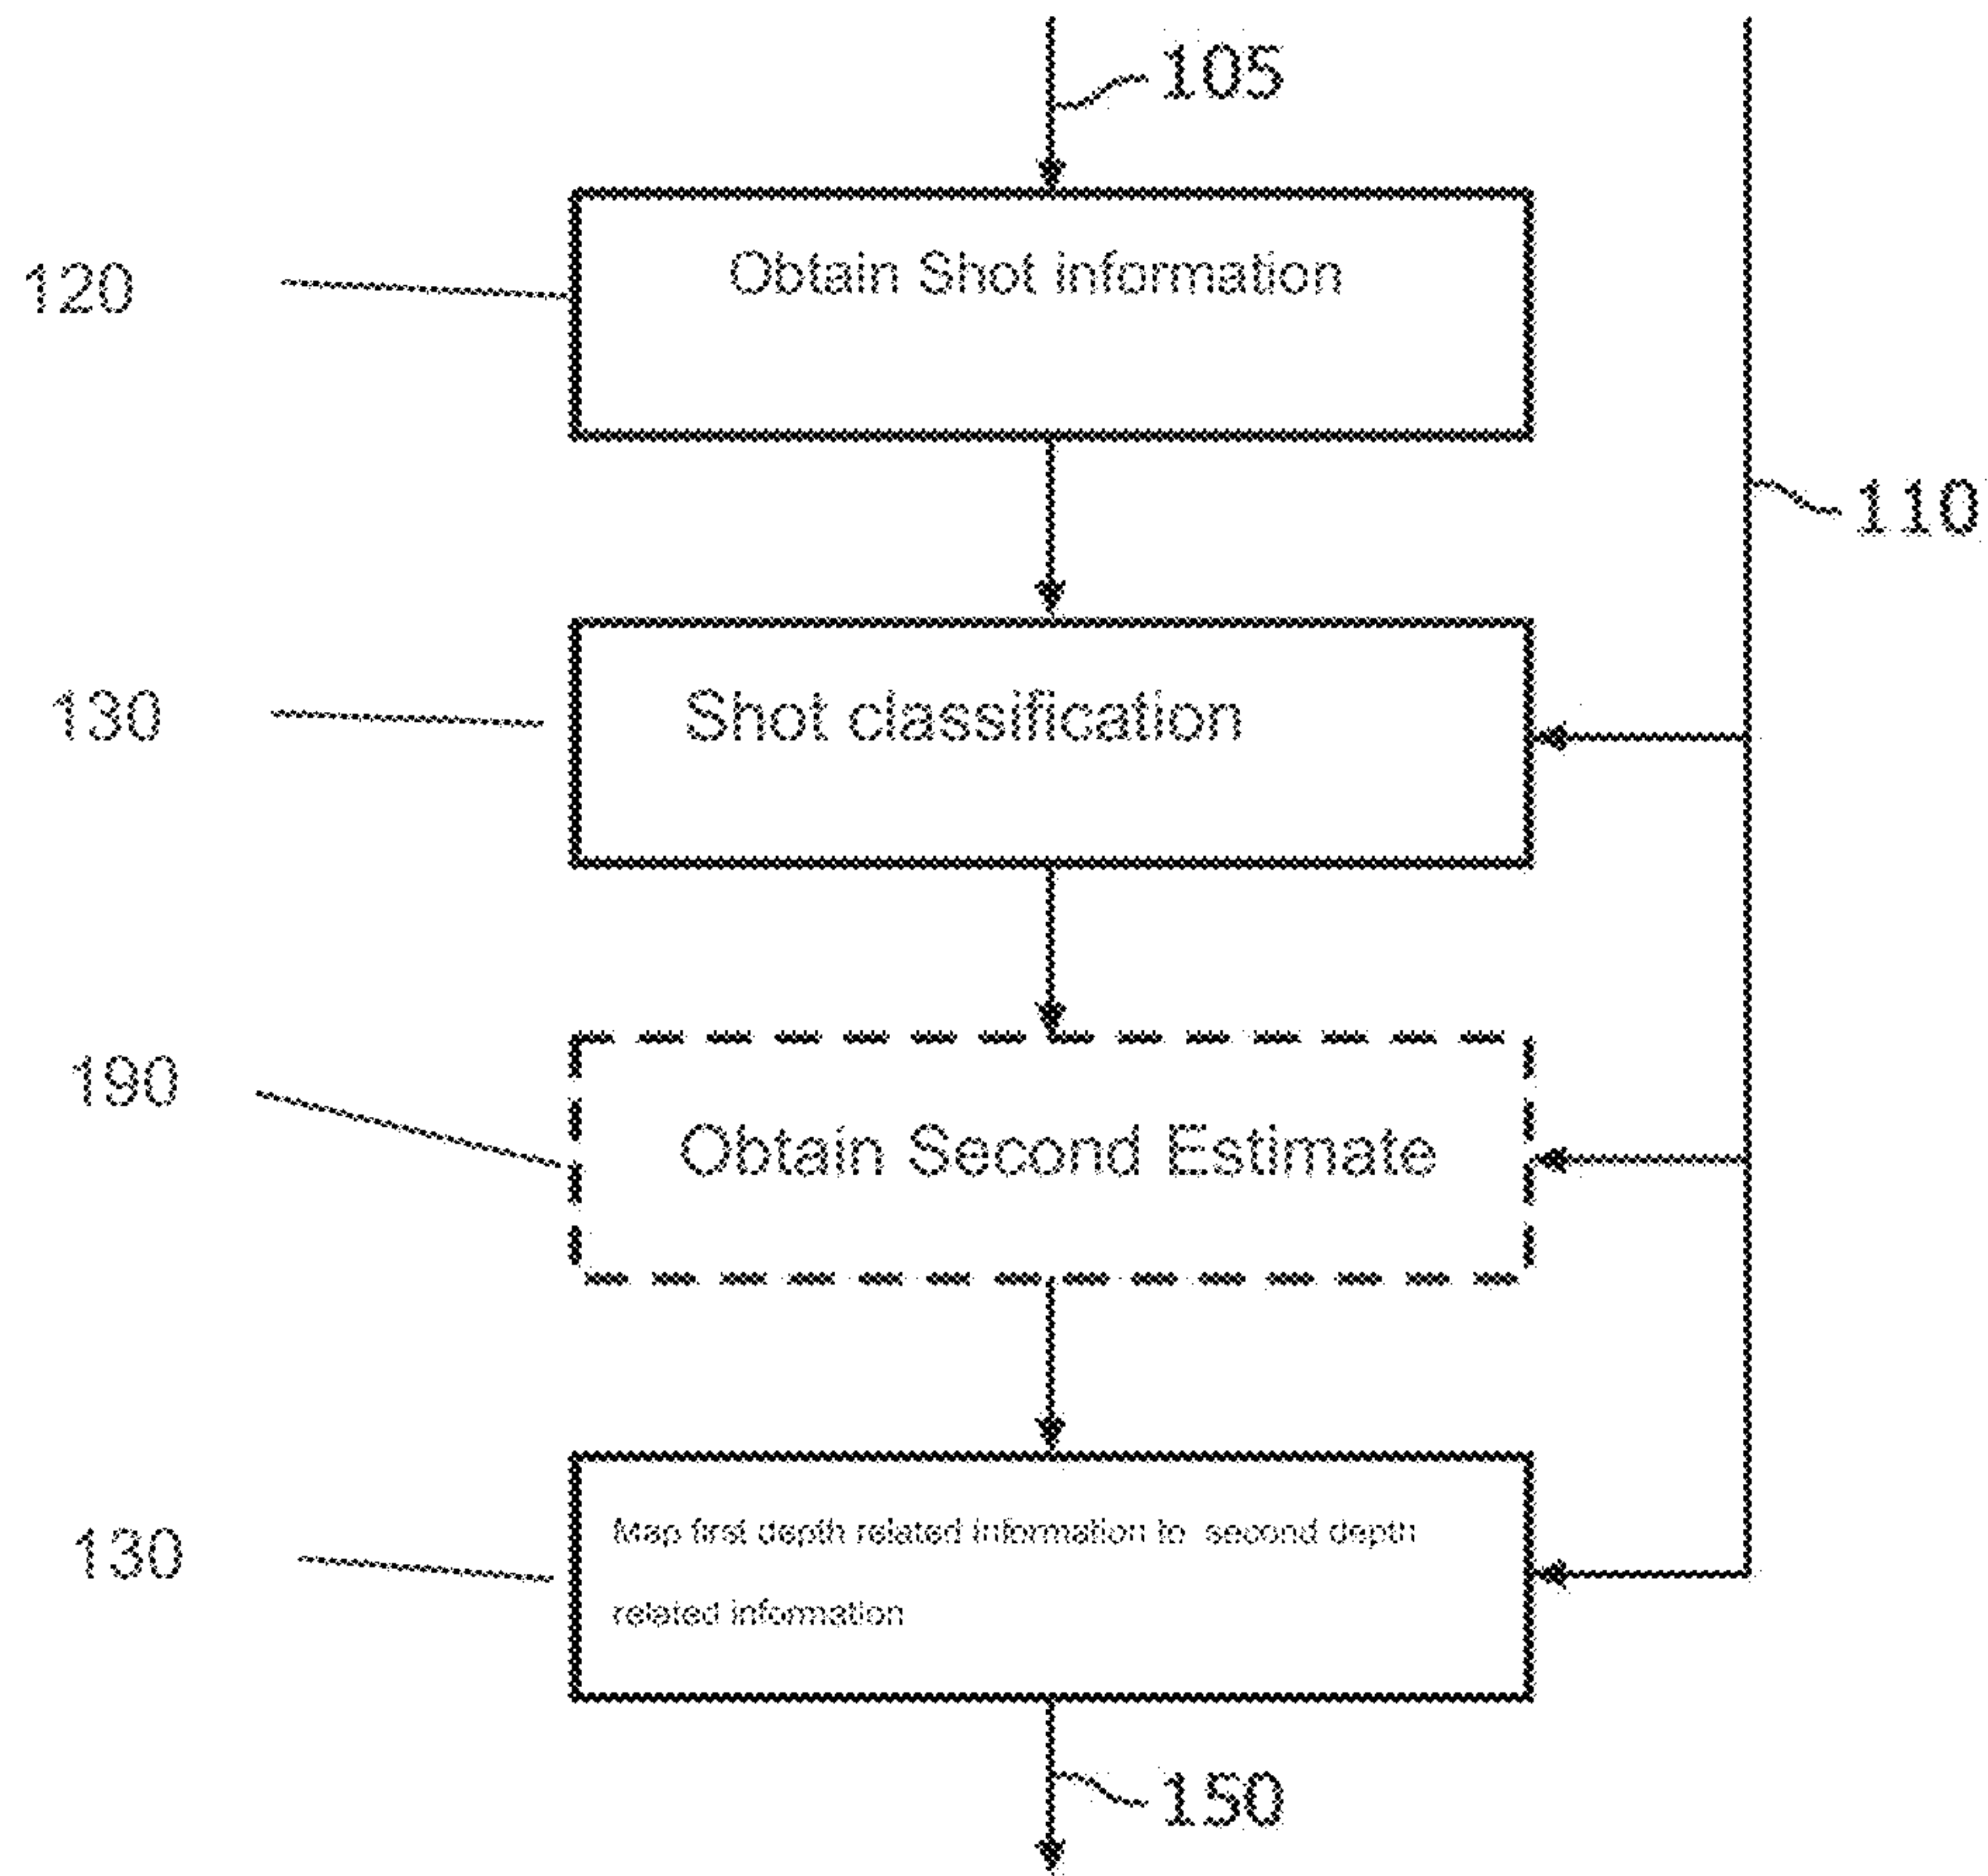 105
120
Obtain Shot information
110
130
Shot classification
190
Obtain Second Estimate
130
Map first depth related information to second depth
related information
150